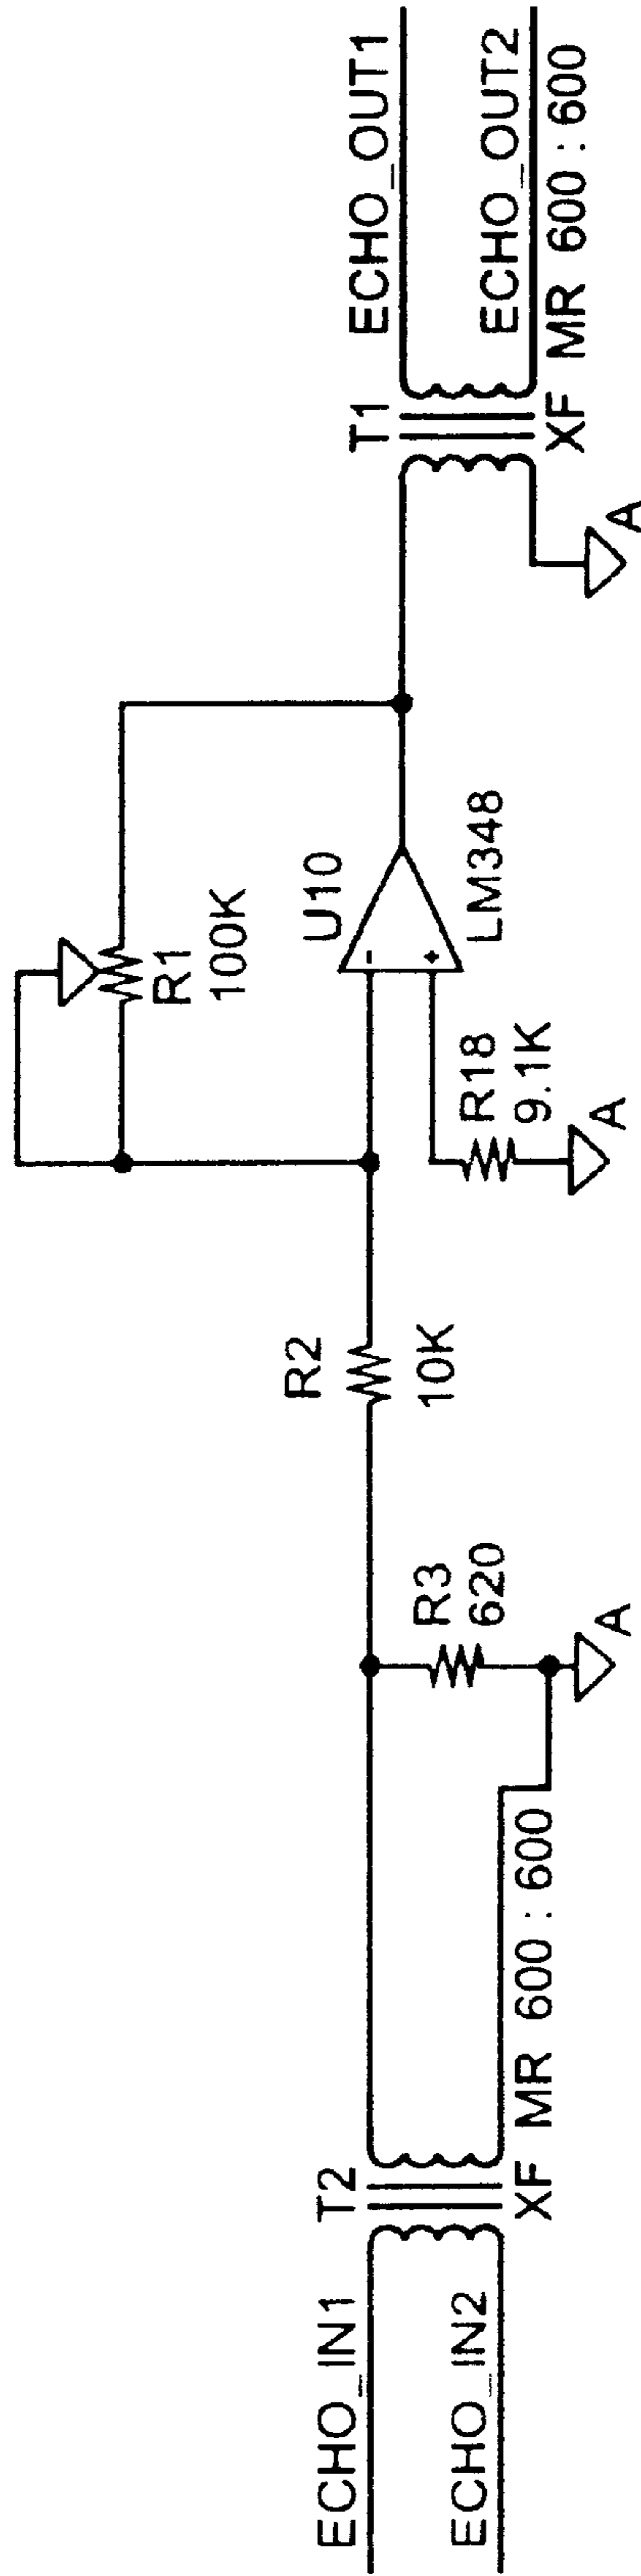 ECHO_IN1
ECHO_IN2
T2
XF MR 600 : 600
R3
620
A
R2
10K
R1
100K
U10
-
+
LM348
R18
9.1K
A
T1
A
ECHO_OUT1
ECHO_OUT2
XF MR 600 : 600